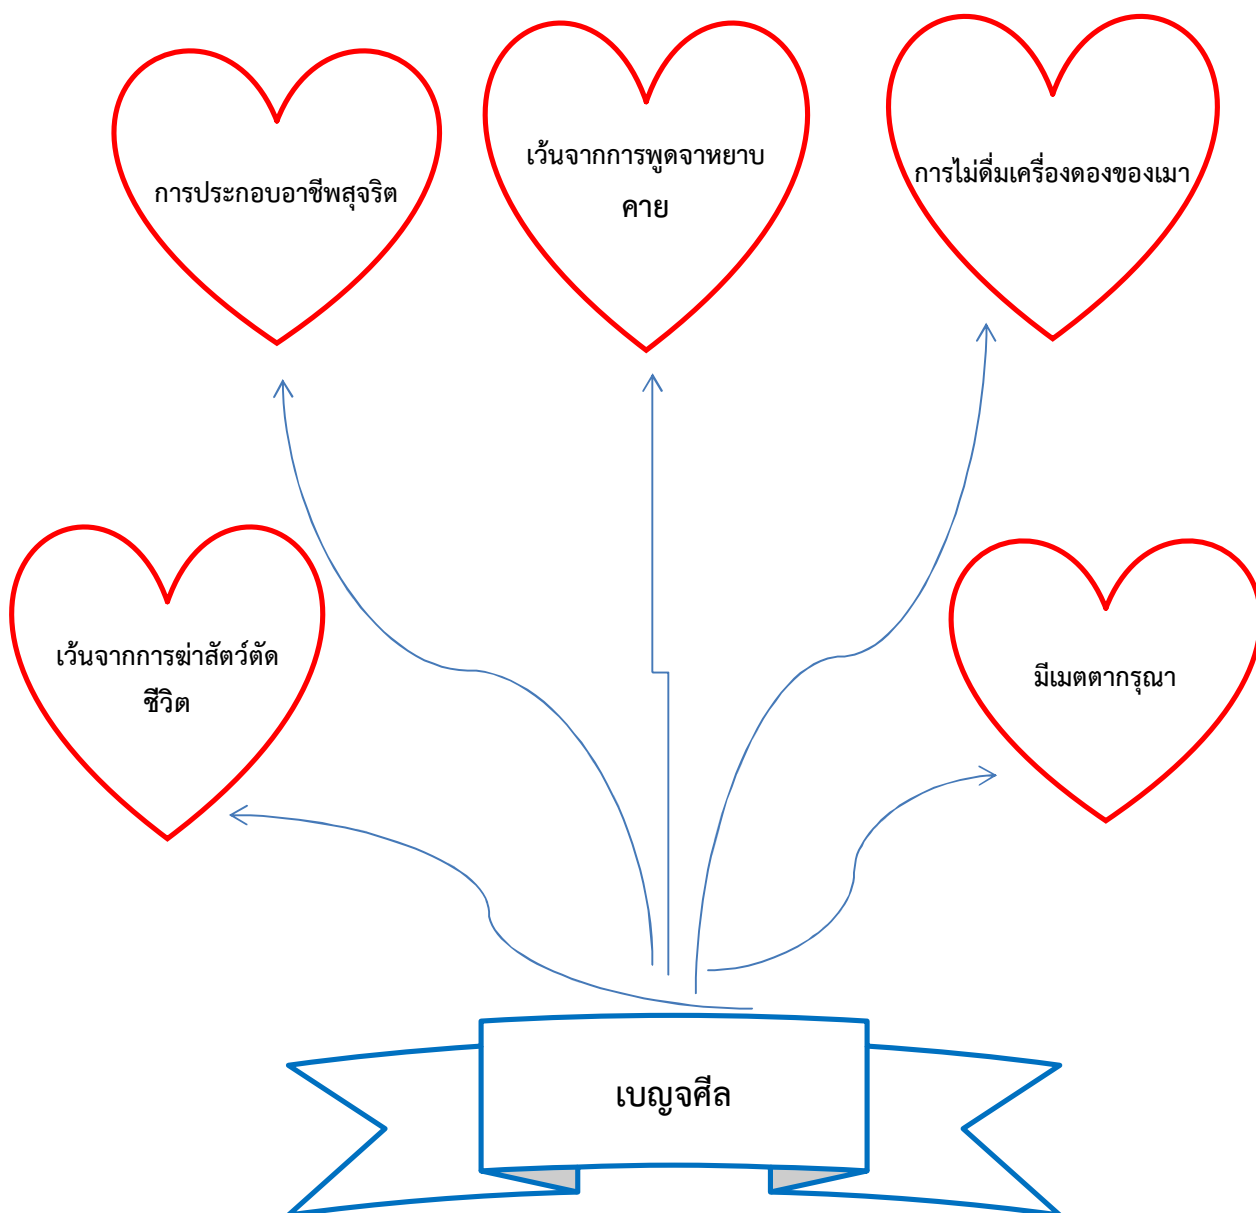 การประกอบอาชีพสุจริต
เว้นจากการพูดจาหยาบ
คาย
การไม่ดื่มเครื่องดองของเมา
เว้นจากการฆ่าสัตว์ตัด
ชีวิต
มีเมตตากรุณา
เบญจศีล